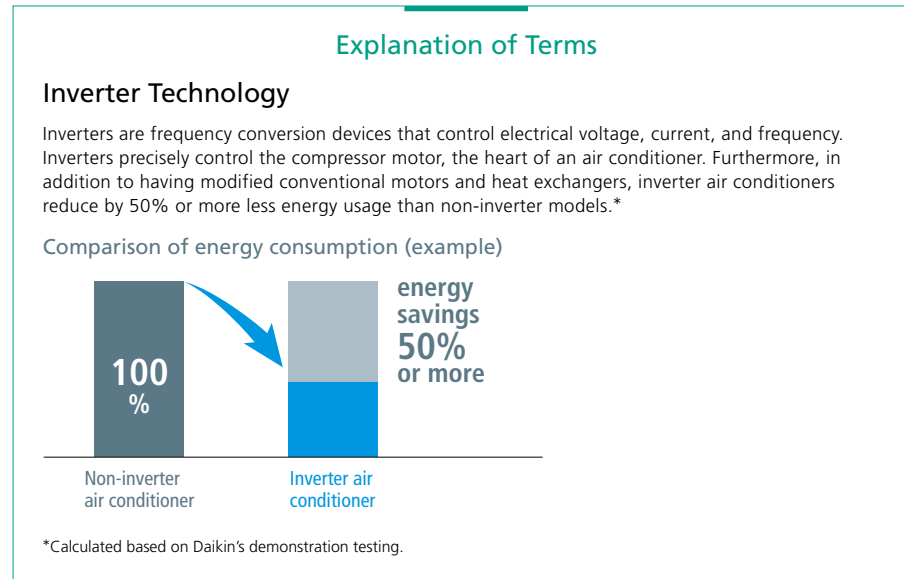 Explanation of Terms
Inverter Technology
Inverters are frequency conversion devices that control electrical voltage, current, and frequency.
Inverters precisely control the compressor motor, the heart of an air conditioner. Furthermore, in
addition to having modified conventional motors and heat exchangers, inverter air conditioners
reduce by 50% or more less energy usage than non-inverter models.*
Comparison of energy consumption (example)
100
%
energy
savings
50%
or more
Non-inverter
air conditioner
Inverter air
conditioner
*Calculated based on Daikin’s demonstration testing.